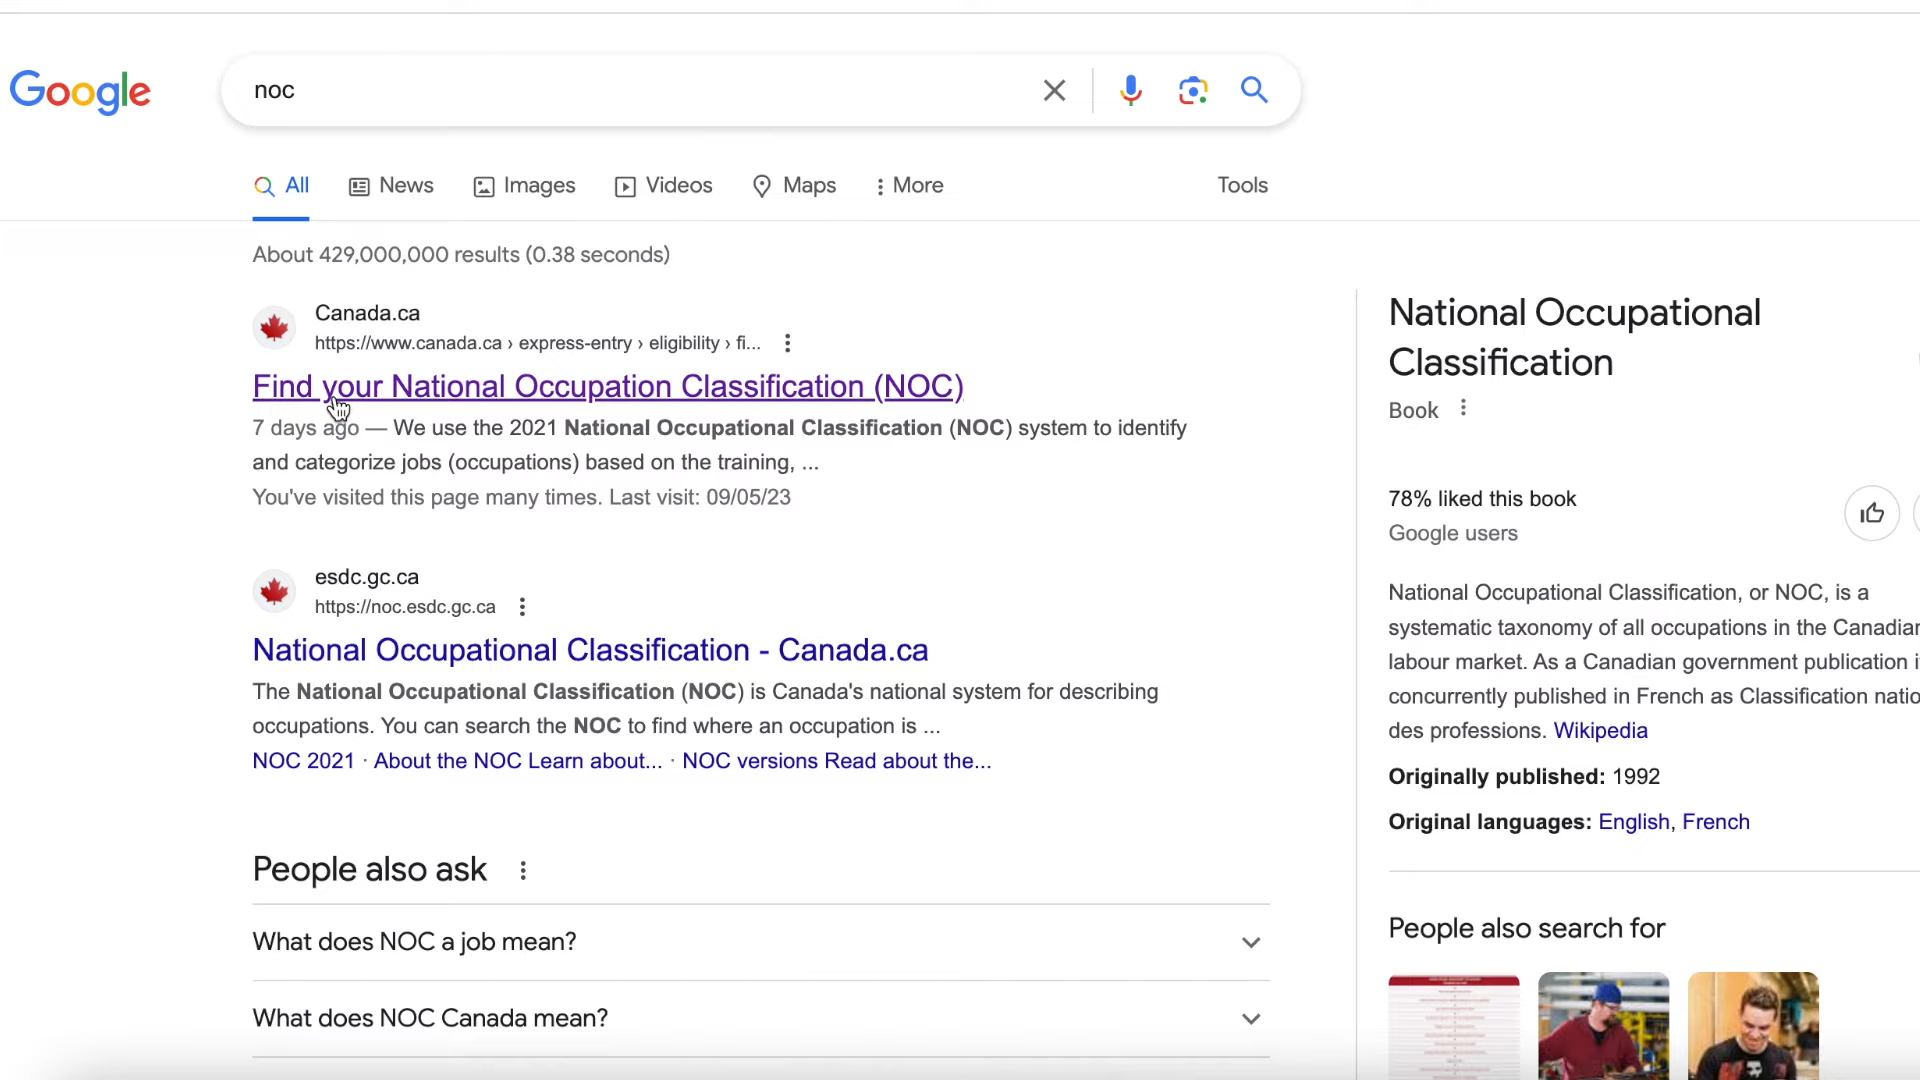 Google
noc
All
News
Images
Videos
Maps
More
Tools
About 429,000,000 results (0.38 seconds)
Canada.ca
https://www.canada.ca › express-entry › eligibility › fi...
Find your National Occupation Classification (NOC)
7 days ago — We use the 2021 National Occupational Classification (NOC) system to identify
and categorize jobs (occupations) based on the training, ...
You've visited this page many times. Last visit: 09/05/23
esdc.gc.ca
https://noc.esdc.gc.ca
National Occupational Classification - Canada.ca
The National Occupational Classification (NOC) is Canada's national system for describing
occupations. You can search the NOC to find where an occupation is ...
NOC 2021 · About the NOC Learn about... · NOC versions Read about the...
People also ask
What does NOC a job mean?
What does NOC Canada mean?
National Occupational
Classification
Book
78% liked this book
Google users
National Occupational Classification, or NOC, is a
systematic taxonomy of all occupations in the Canadian
labour market. As a Canadian government publication
concurrently published in French as Classification
des professions. Wikipedia
Originally published: 1992
Original languages: English, French
People also search for